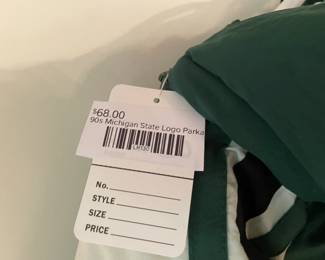 $68.00
90s Michigan State Logo Parka
No.
STYLE
SIZE
PRICE